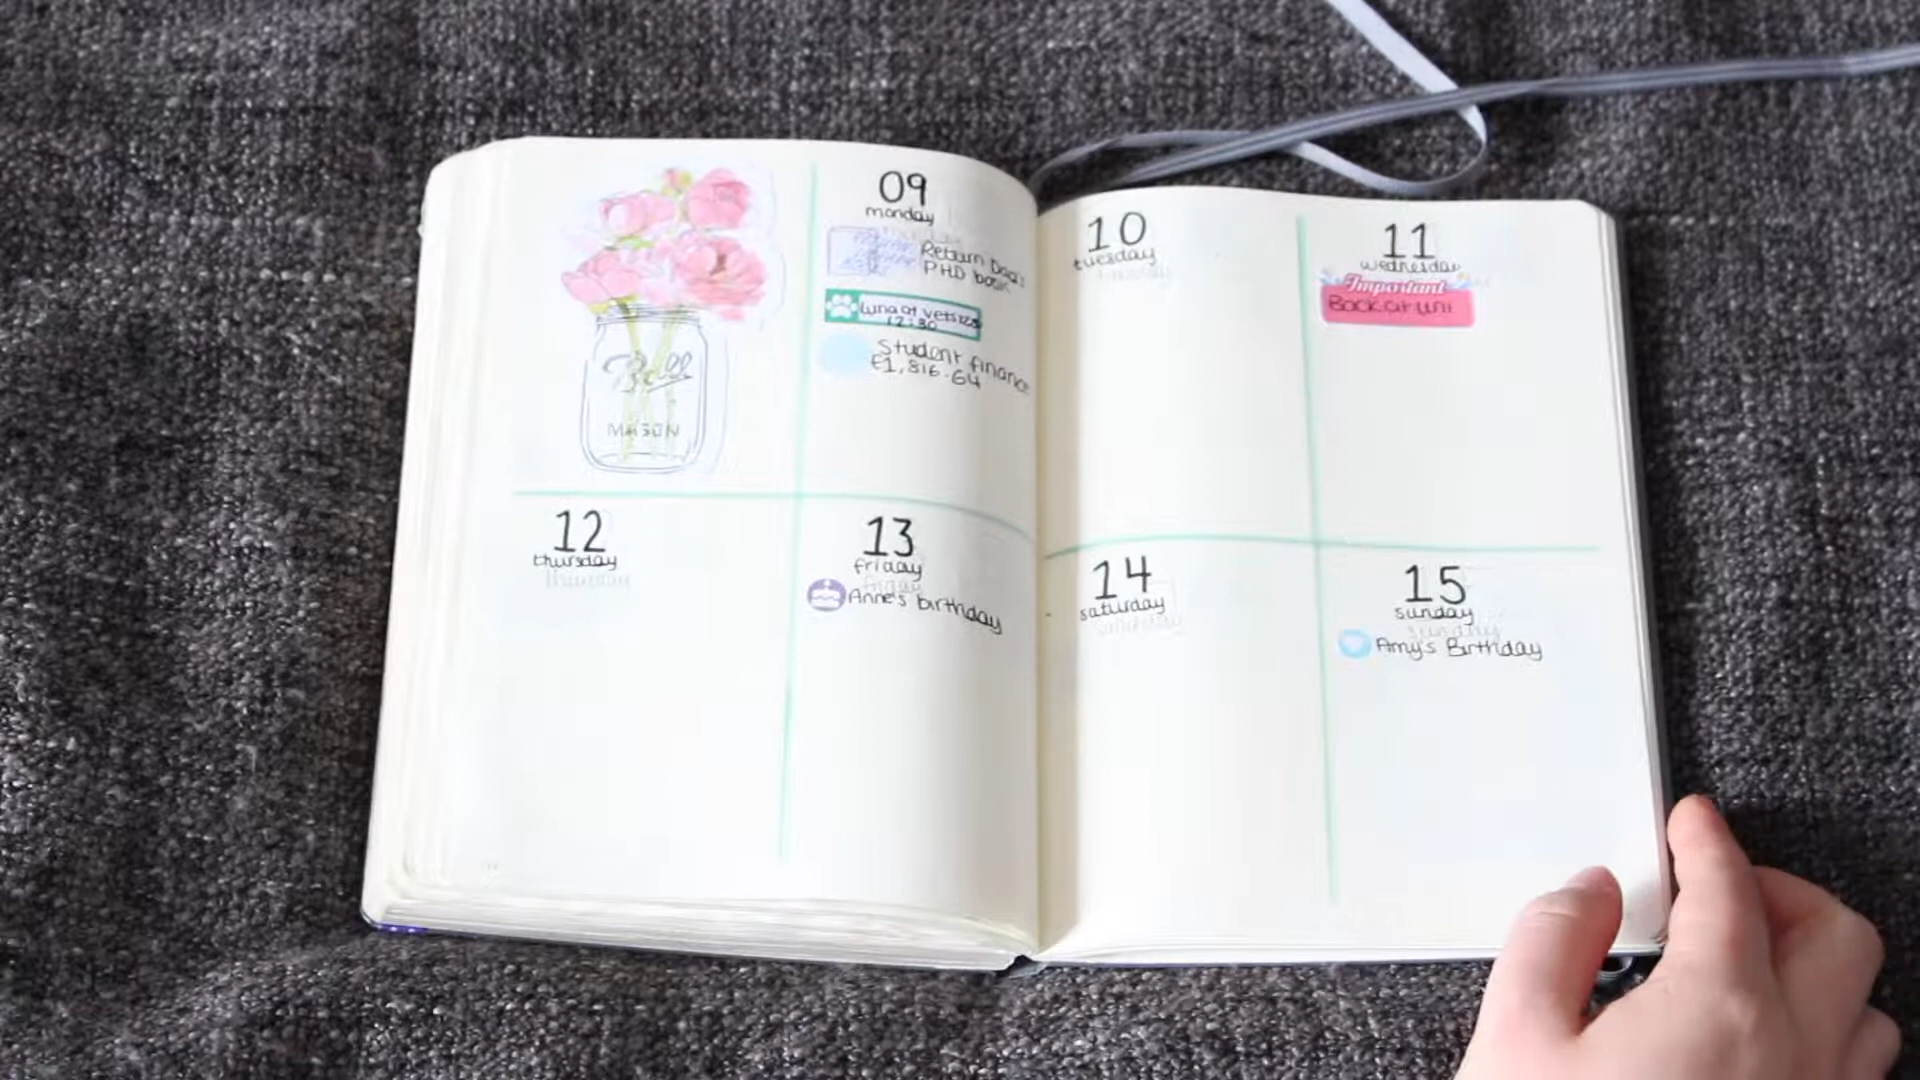 Ball
MASON
09
monday
Return Dad's
PHD book
Luna at vets
12:30
Student finance
£1,816.64
10
tuesday
11
wednesday
Important
Back at uni
12
thursday
13
friday
Anne's birthday
14
saturday
15
sunday
Amy's Birthday